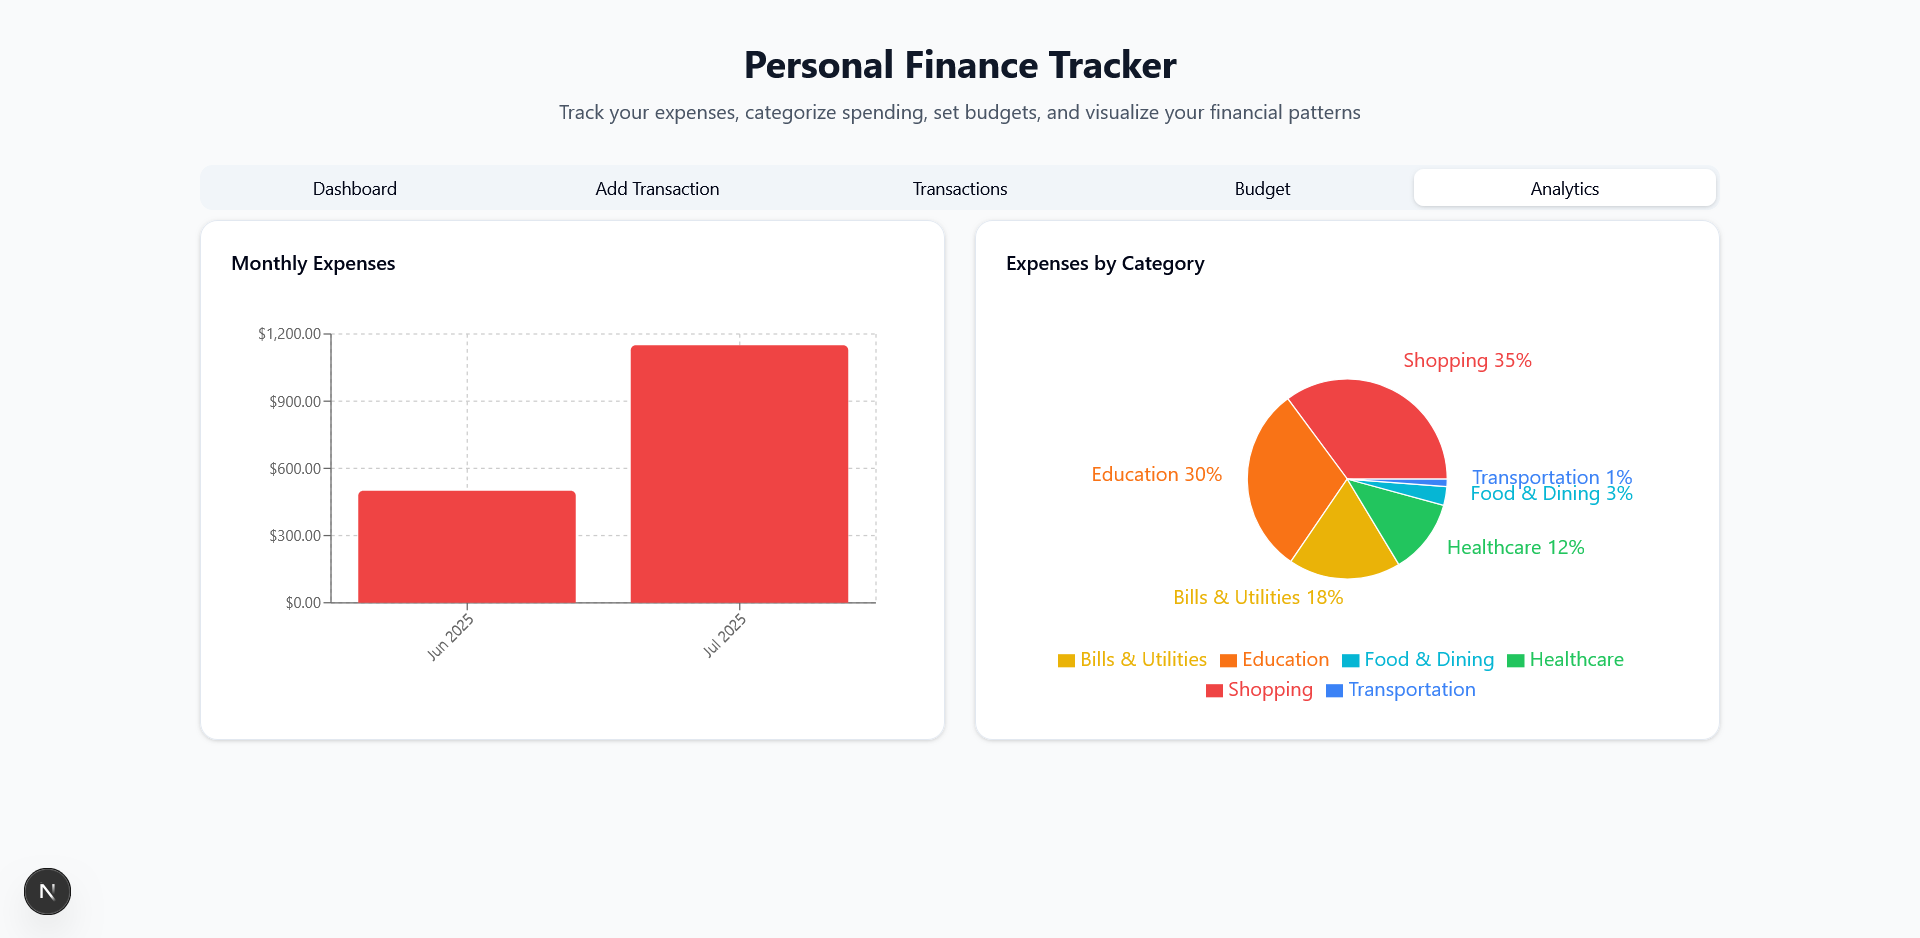 Personal Finance Tracker
Track your expenses, categorize spending, set budgets, and visualize your financial patterns
Dashboard
Add Transaction
Transactions
Budget
Analytics
Monthly Expenses
$1,200.00
$900.00
$600.00
$300.00
$0.00
Jun 2025
Jul 2025
Expenses by Category
Shopping 35%
Education 30%
Transportation 1%
Food & Dining 3%
Healthcare 12%
Bills & Utilities 18%
Bills & Utilities Education Food & Dining Healthcare
Shopping Transportation
N